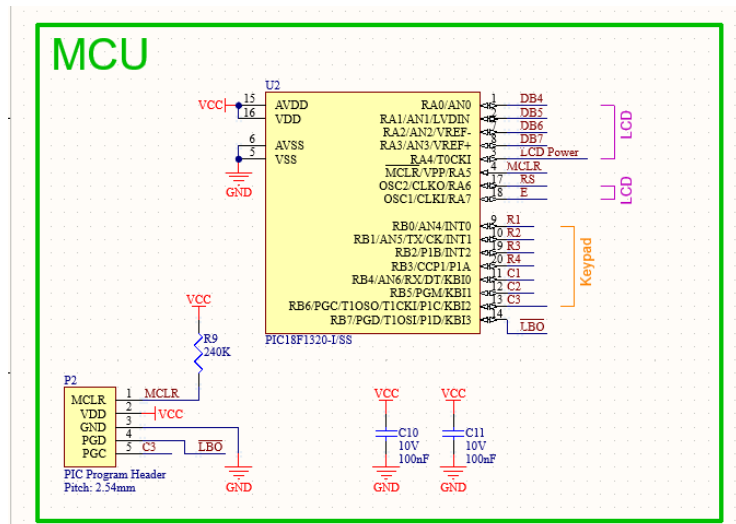 MCU
U2
VCC 15 AVDD RA0/AN0 1 DB4
16 VDD RA1/AN1/LVDIN 2 DB5
RA2/AN2/VREF- 7 DB6
6 AVSS RA3/AN3/VREF+ 8 DB7
5 VSS RA4/T0CKI 3 LCD Power
MCLR/VPP/RA5 4 MCLR
OSC2/CLKO/RA6 17 RS
GND OSC1/CLKI/RA7 18 E
LCD
LCD
RB0/AN4/INT0 9 R1
RB1/AN5/TX/CK/INT1 10 R2
RB2/P1B/INT2 19 R3
RB3/CCP1/P1A 20 R4
RB4/AN6/RX/DT/KBI0 11 C1
RB5/PGM/KBI1 12 C2
RB6/PGC/T1OSO/T1CKI/P1C/KBI2 13 C3
RB7/PGD/T1OSI/P1D/KBI3 14 LBO
Keypad
PIC18F1320-I/SS
VCC
R9
240K
P2
MCLR 1 MCLR
VDD 2 VCC
GND 3
PGD 4 LBO
PGC 5 C3
PIC Program Header
Pitch: 2.54mm
GND
VCC
C10
10V
100nF
GND
VCC
C11
10V
100nF
GND